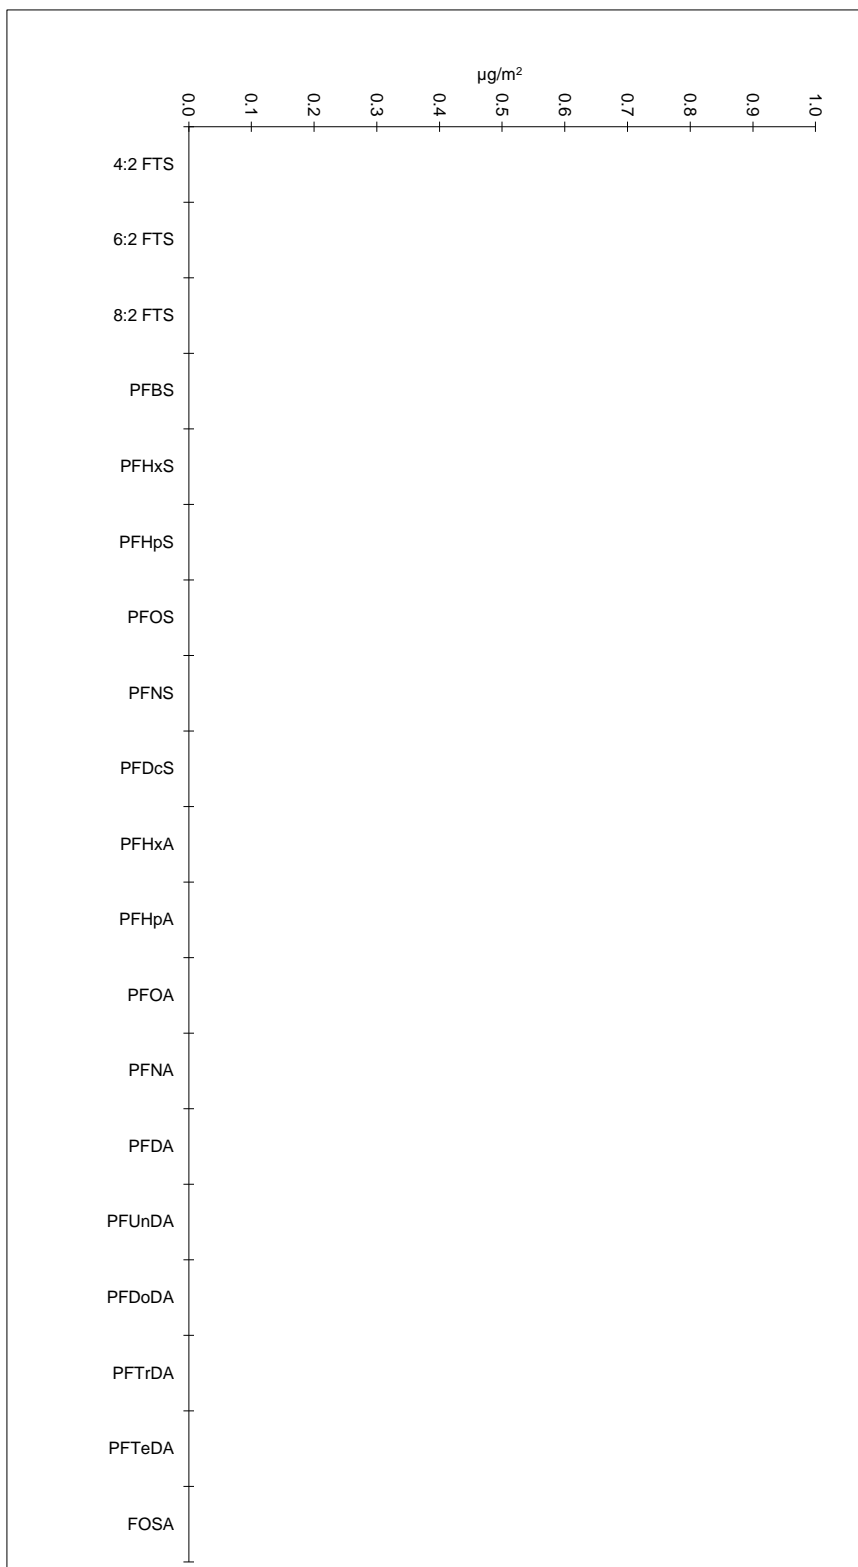 µg/m²
0.0
0.1
0.2
0.3
0.4
0.5
0.6
0.7
0.8
0.9
1.0
4:2 FTS
6:2 FTS
8:2 FTS
PFBS
PFHxS
PFHpS
PFOS
PFNS
PFDcS
PFHxA
PFHpA
PFOA
PFNA
PFDA
PFUnDA
PFDoDA
PFTrDA
PFTeDA
FOSA